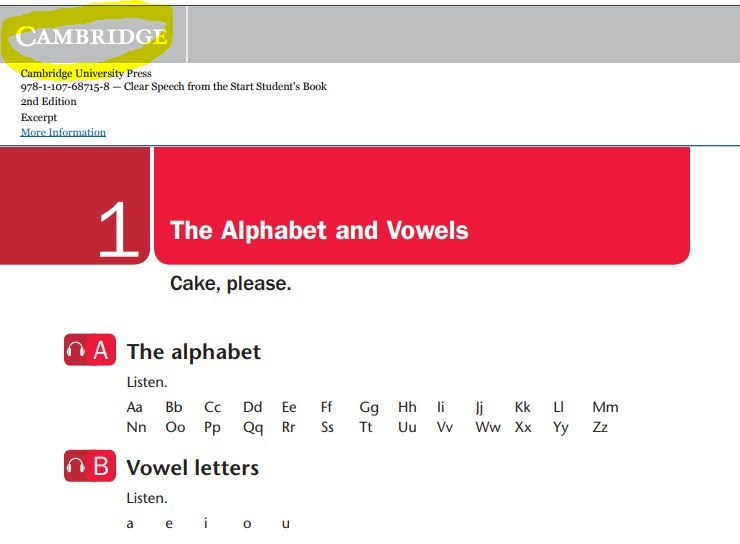 CAMBRIDGE
Cambridge University Press
978-1-107-68715-8 — Clear Speech from the Start Student's Book
2nd Edition
Excerpt
More Information
1
The Alphabet and Vowels
Cake, please.
A The alphabet
Listen.
Aa Bb Cc Dd Ee Ff Gg Hh Ii Jj Kk Ll Mm
Nn Oo Pp Qq Rr Ss Tt Uu Vv Ww Xx Yy Zz
B Vowel letters
Listen.
a e i o u